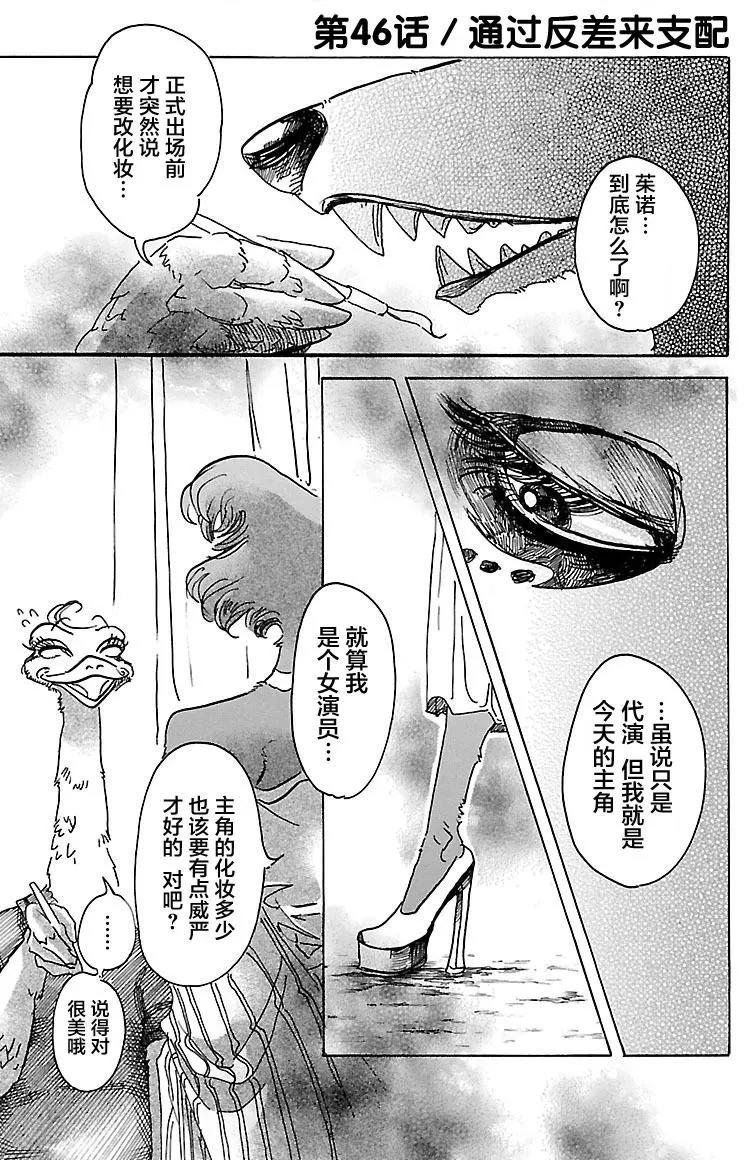 第46话 / 通过反差来支配
茱诺…
到底怎么了啊？
正式出场前
才突然说
想要改化妆
…
…虽说只是
代演 但我就是
今天的主角
就算我
是个女演员…
主角的化妆多少
也该要有点威严
才好的 对吧？
……
说得对
很美哦